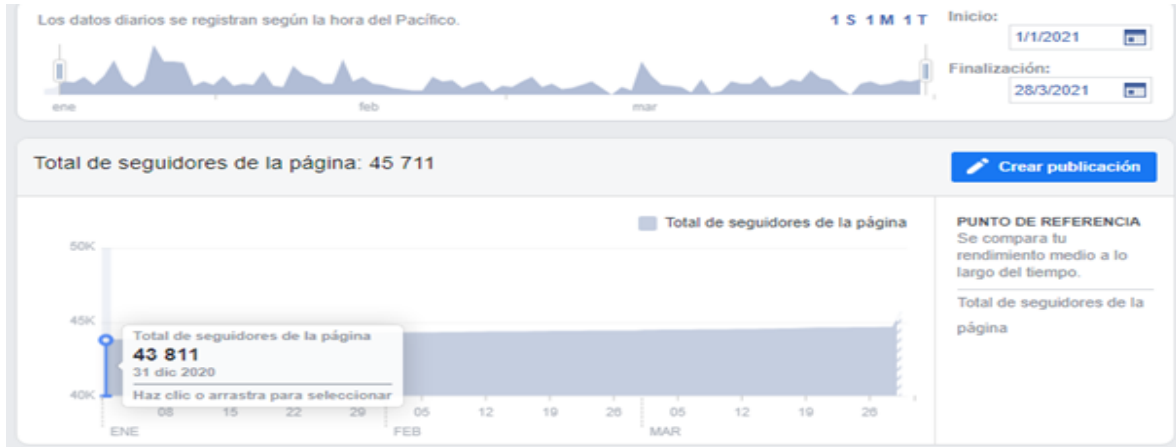 Los datos diarios se registran según la hora del Pacífico.
1 S 1 M 1 T
Inicio:
1/1/2021
Finalización:
28/3/2021
ene
feb
mar
Total de seguidores de la página: 45 711
Crear publicación
Total de seguidores de la página
PUNTO DE REFERENCIA
Se compara tu
rendimiento medio a lo
largo del tiempo.
Total de seguidores de la
página
50K
45K
40K
Total de seguidores de la página
43 811
31 dic 2020
Haz clic o arrastra para seleccionar
08 15 22 29 05 12 19 26 05 12 19 26
ENE FEB MAR